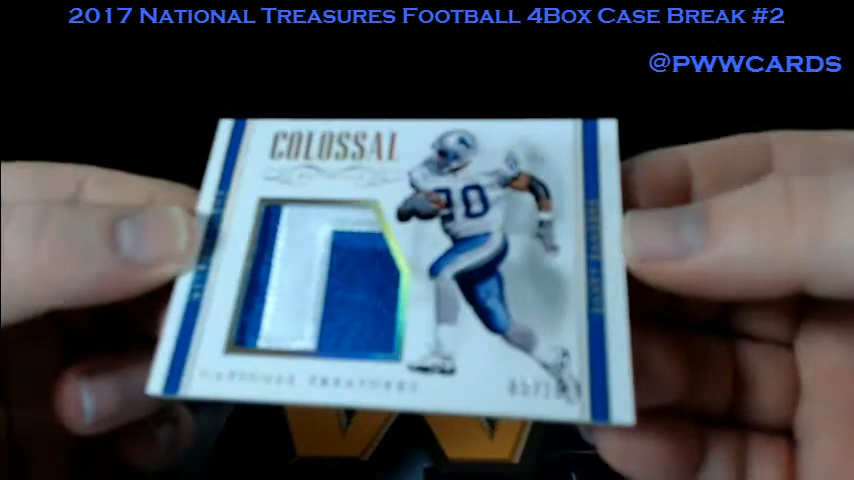 2017 National Treasures Football 4Box Case Break #2
@pwwcards
COLOSSAL
20
NATIONAL TREASURES